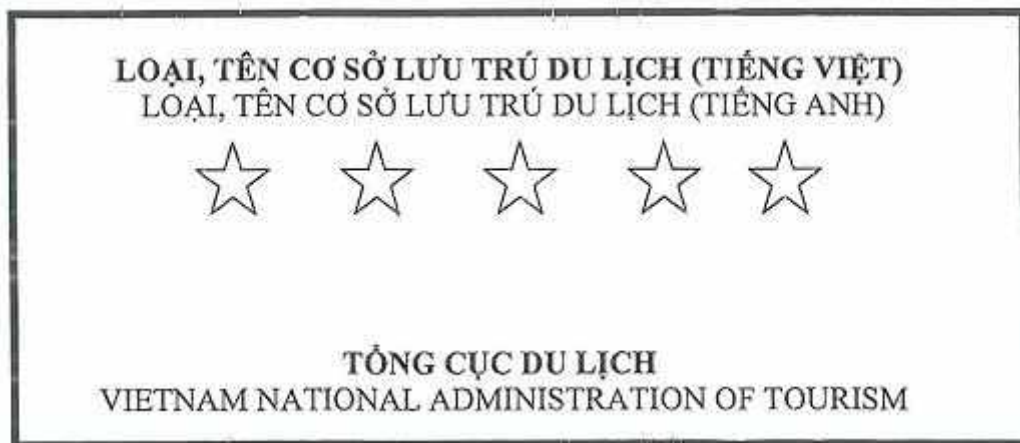 LOẠI, TÊN CƠ SỞ LƯU TRÚ DU LỊCH (TIẾNG VIỆT)
LOẠI, TÊN CƠ SỞ LƯU TRÚ DU LỊCH (TIẾNG ANH)
TỔNG CỤC DU LỊCH
VIETNAM NATIONAL ADMINISTRATION OF TOURISM